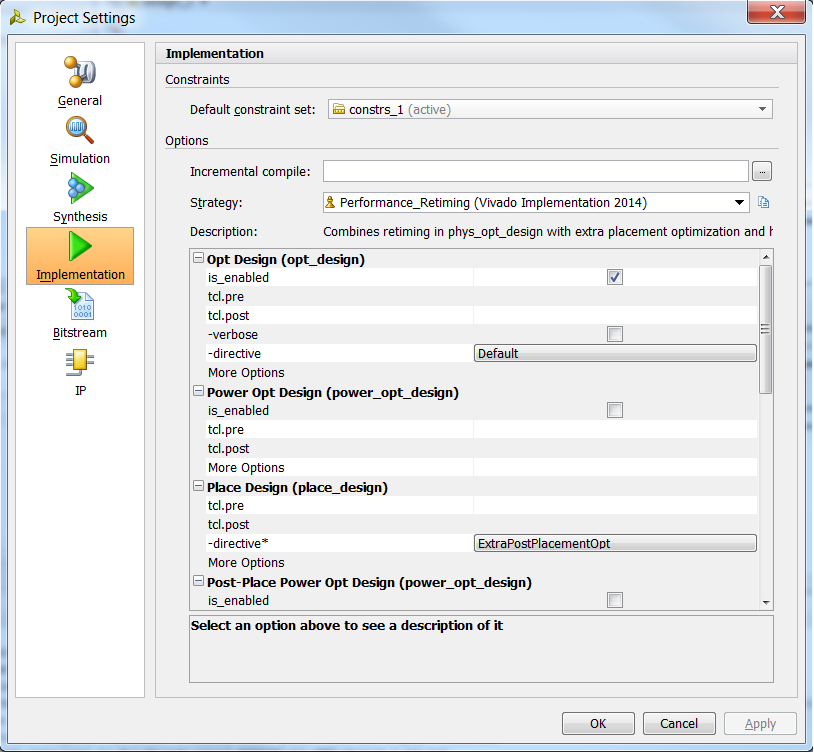 Project Settings
General
Simulation
Synthesis
Implementation
Bitstream
IP
Implementation
Constraints
Default constraint set: constrs_1 (active)
Options
Incremental compile: ...
Strategy: Performance_Retiming (Vivado Implementation 2014)
Description: Combines retiming in phys_opt_design with extra placement optimization and h
Opt Design (opt_design)
is_enabled
tcl.pre
tcl.post
-verbose
-directive Default
More Options
Power Opt Design (power_opt_design)
is_enabled
tcl.pre
tcl.post
More Options
Place Design (place_design)
tcl.pre
tcl.post
-directive* ExtraPostPlacementOpt
More Options
Post-Place Power Opt Design (power_opt_design)
is_enabled
Select an option above to see a description of it
OK Cancel Apply